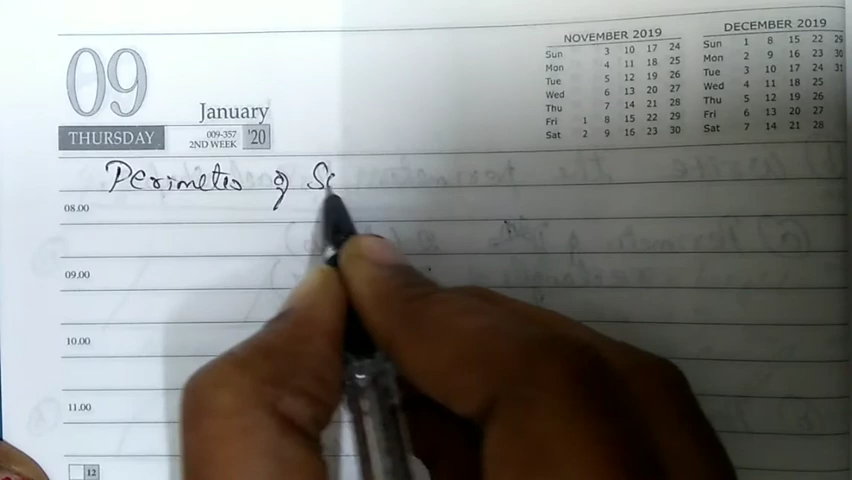 NOVEMBER 2019
Sun 3 10 17 24
Mon 4 11 18 25
Tue 5 12 19 26
Wed 6 13 20 27
Thu 7 14 21 28
Fri 1 8 15 22 29
Sat 2 9 16 23 30
DECEMBER 2019
Sun 1 8 15 22 29
Mon 2 9 16 23 30
Tue 3 10 17 24 31
Wed 4 11 18 25
Thu 5 12 19 26
Fri 6 13 20 27
Sat 7 14 21 28
09
January
THURSDAY 009-357 2ND WEEK '20
Perimeter of S
08.00
09.00
10.00
11.00
12